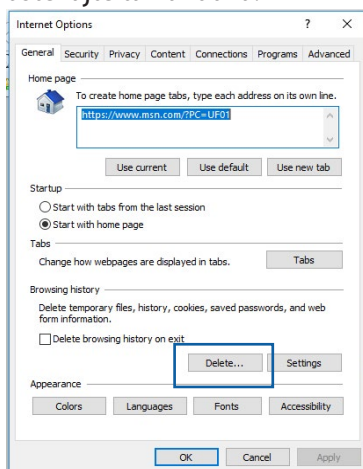 Internet Options ? X
General Security Privacy Content Connections Programs Advanced
Home page
To create home page tabs, type each address on its own line.
https://www.msn.com/?PC=UF01
Use current Use default Use new tab
Startup
Start with tabs from the last session
Start with home page
Tabs
Change how webpages are displayed in tabs. Tabs
Browsing history
Delete temporary files, history, cookies, saved passwords, and web
form information.
Delete browsing history on exit
Delete... Settings
Appearance
Colors Languages Fonts Accessibility
OK Cancel Apply